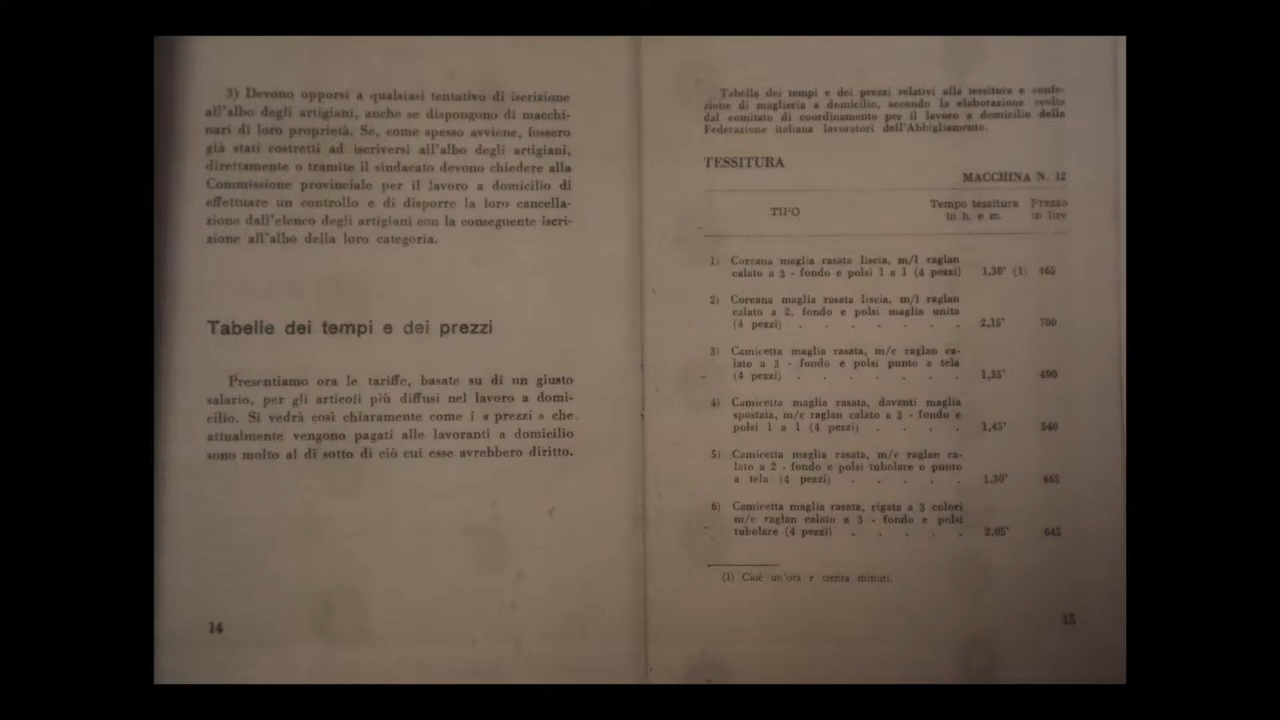 3) Devono opporsi a qualsiasi tentativo di iscrizione
all'albo degli artigiani, anche se dispongono di macchi-
nari di loro proprietà. Se, come spesso avviene, fossero
già stati costretti ad iscriversi all'albo degli artigiani,
direttamente o tramite il sindacato devono chiedere alla
Commissione provinciale per il lavoro a domicilio di
effettuare un controllo e di disporre la loro cancella-
zione dall'elenco degli artigiani con la conseguente iscri-
zione all'albo della loro categoria.
Tabelle dei tempi e dei prezzi
Presentiamo ora le tariffe, basate su di un giusto
salario, per gli articoli più diffusi nel lavoro a domi-
cilio. Si vedrà così chiaramente come i « prezzi » che
attualmente vengono pagati alle lavoranti a domicilio
sono molto al di sotto di ciò cui esse avrebbero diritto.
14
Tabella dei tempi e dei prezzi relativi alla tessitura e confe-
zione di maglieria a domicilio, secondo la elaborazione svolta
dal comitato di coordinamento per il lavoro a domicilio della
Federazione italiana lavoratori dell'Abbigliamento.
TESSITURA
MACCHINA N. 12
TIPO Tempo tessitura in h. e m. Prezzo in lire
1) Coreana maglia rasata liscia, m/l raglan
calato a 3 - fondo e polsi 1 a 1 (4 pezzi) 1,30' (1) 465
2) Coreana maglia rasata liscia, m/l raglan
calato a 2, fondo e polsi maglia unita
(4 pezzi) . . . . . . . 2,15' 700
3) Camicetta maglia rasata, m/c raglan ca-
lato a 3 - fondo e polsi punto a tela
(4 pezzi) . . . . . . . 1,35' 490
4) Camicetta maglia rasata, davanti maglia
spostata, m/c raglan calato a 3 - fondo e
polsi 1 a 1 (4 pezzi) . . . . 1,45' 540
5) Camicetta maglia rasata, m/c raglan ca-
lato a 2 - fondo e polsi tubolare o punto
a tela (4 pezzi) . . . . . 1,30' 465
6) Camicetta maglia rasata, rigata a 3 colori
m/c raglan calato a 3 - fondo e polsi
tubolare (4 pezzi) . . . . . 2,05' 645
(1) Cioè un'ora e trenta minuti.